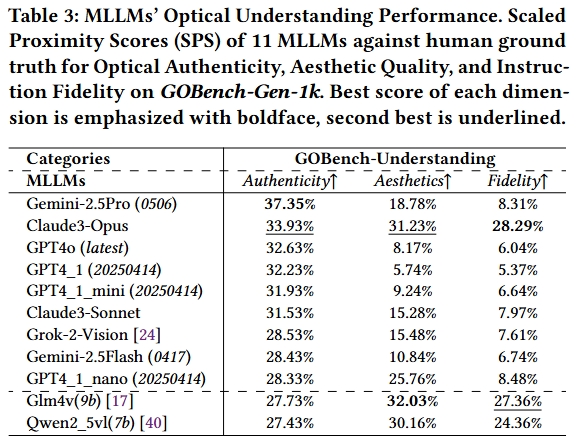 Table 3: MLLMs' Optical Understanding Performance. Scaled
Proximity Scores (SPS) of 11 MLLMs against human ground
truth for Optical Authenticity, Aesthetic Quality, and Instruc-
tion Fidelity on GOBench-Gen-1k. Best score of each dimen-
sion is emphasized with boldface, second best is underlined.
Categories GOBench-Understanding
MLLMs Authenticity↑ Aesthetics↑ Fidelity↑
Gemini-2.5Pro (0506) 37.35% 18.78% 8.31%
Claude3-Opus 33.93% 31.23% 28.29%
GPT4o (latest) 32.63% 8.17% 6.04%
GPT4_1 (20250414) 32.23% 5.74% 5.37%
GPT4_1_mini (20250414) 31.93% 9.24% 6.64%
Claude3-Sonnet 31.53% 15.28% 7.97%
Grok-2-Vision [24] 28.53% 15.48% 7.61%
Gemini-2.5Flash (0417) 28.43% 10.84% 6.74%
GPT4_1_nano (20250414) 28.33% 25.76% 8.48%
Glm4v(9b) [17] 27.73% 32.03% 27.36%
Qwen2_5vl(7b) [40] 27.43% 30.16% 24.36%